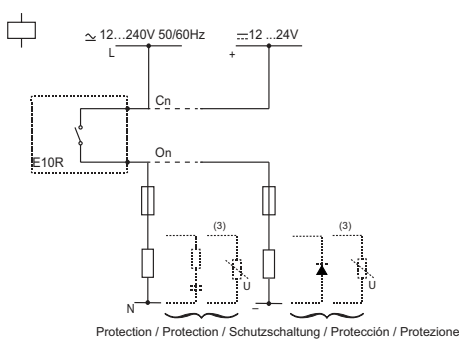 ≂ 12...240V 50/60Hz
L
⎓12 ...24V
+
Cn
On
E10R
(3)
(3)
U
U
N
–
Protection / Protection / Schutzschaltung / Protección / Protezione